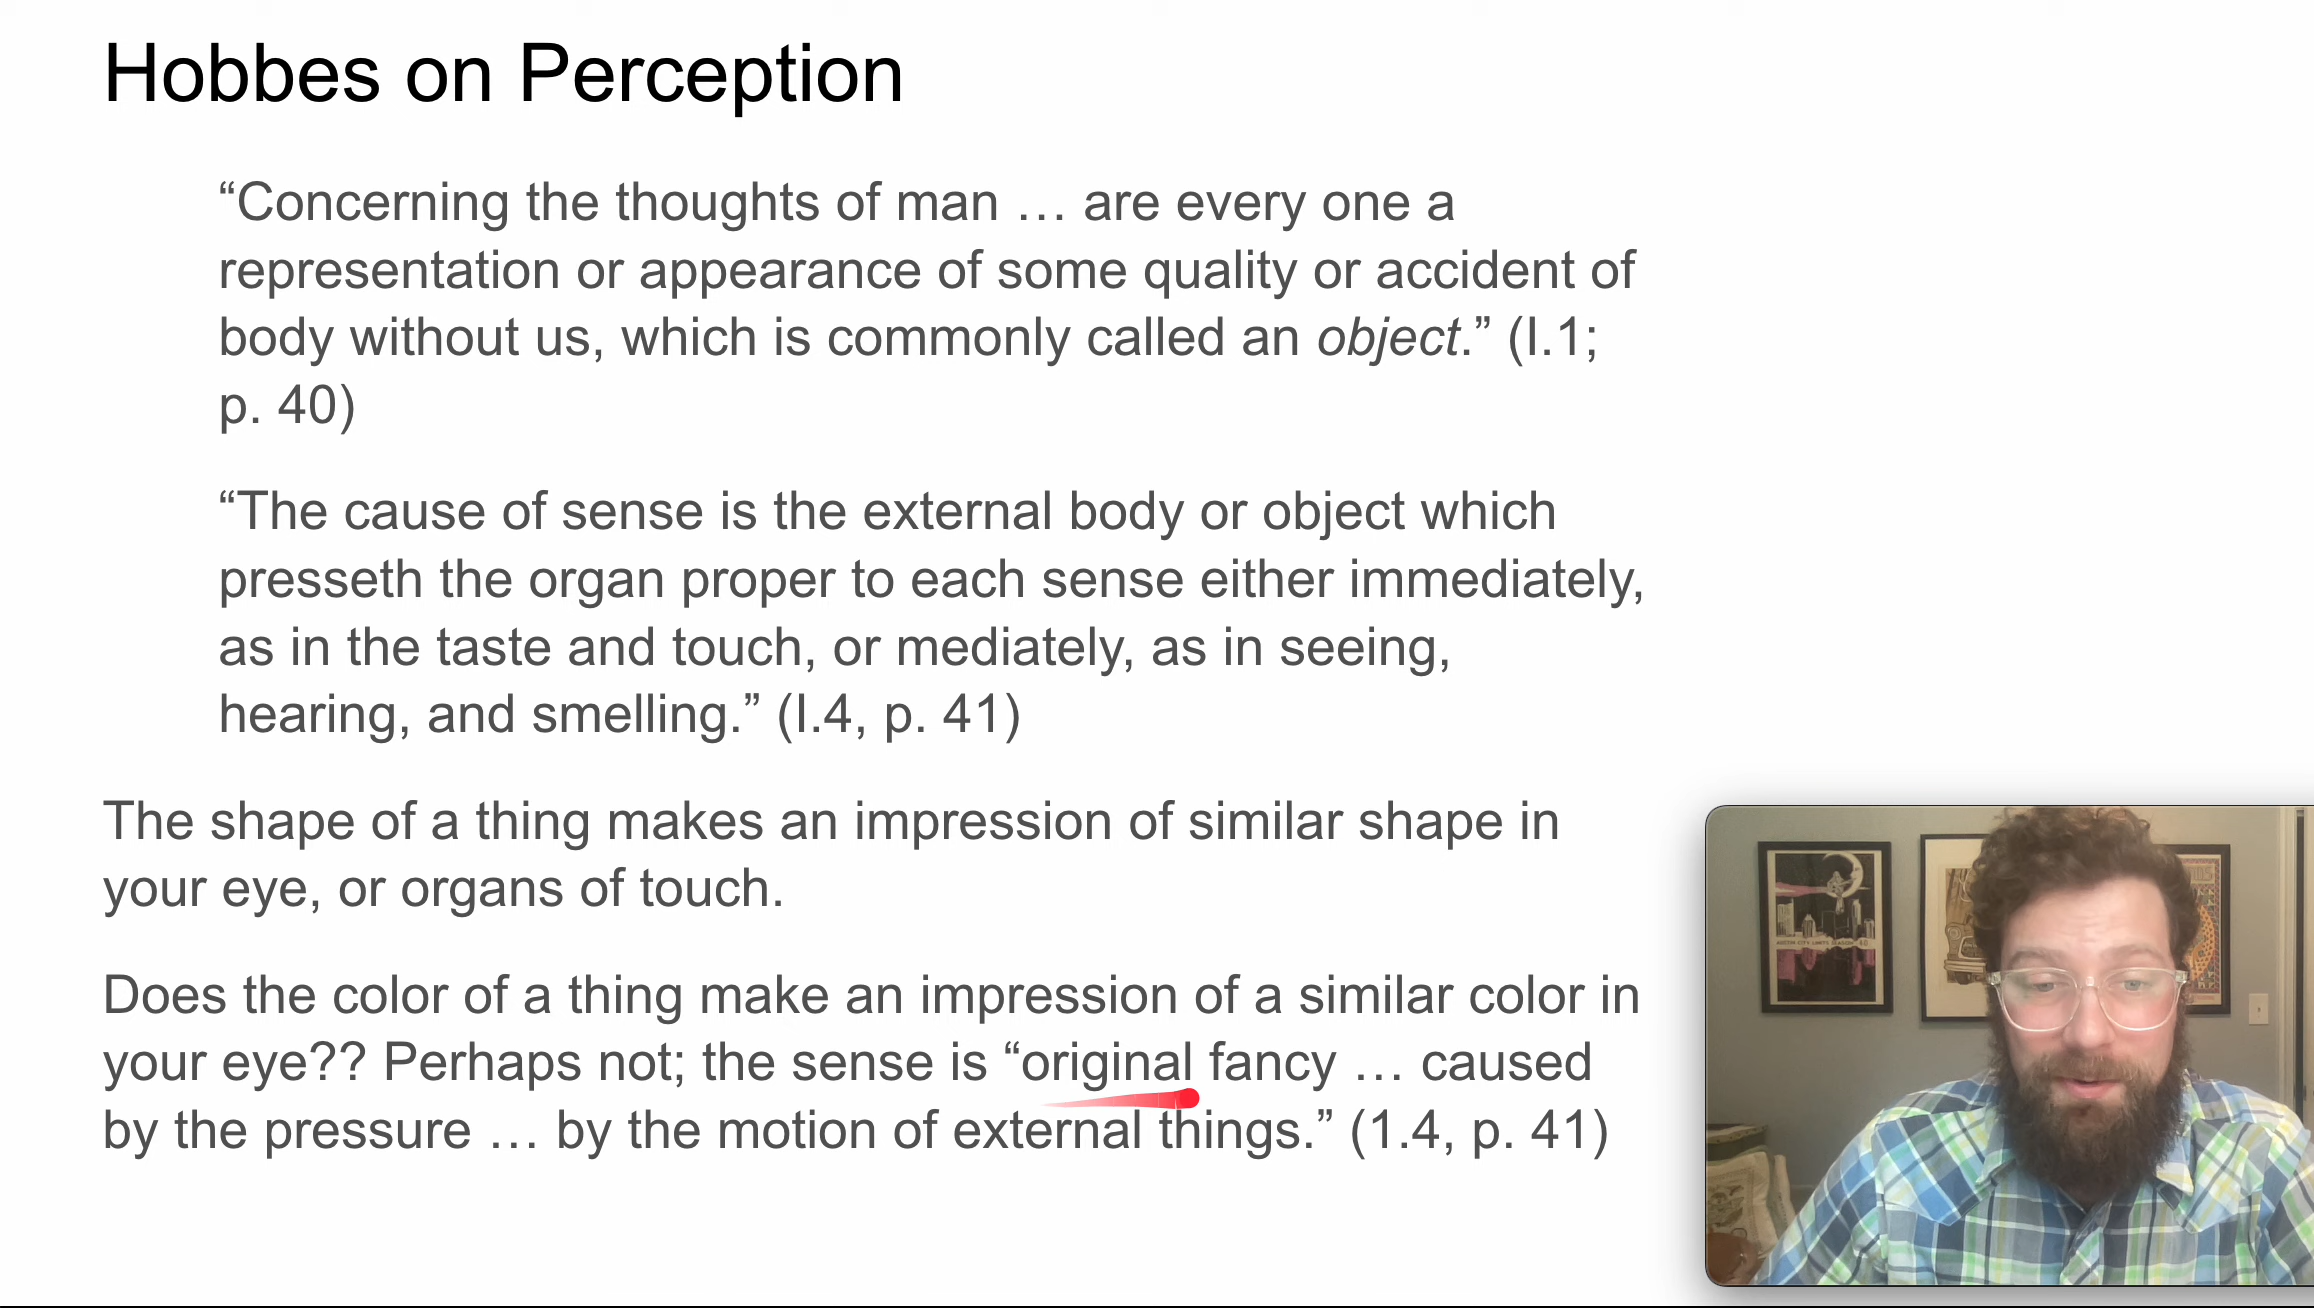 Hobbes on Perception
“Concerning the thoughts of man … are every one a
representation or appearance of some quality or accident of
body without us, which is commonly called an object.” (I.1;
p. 40)
“The cause of sense is the external body or object which
presseth the organ proper to each sense either immediately,
as in the taste and touch, or mediately, as in seeing,
hearing, and smelling.” (I.4, p. 41)
The shape of a thing makes an impression of similar shape in
your eye, or organs of touch.
Does the color of a thing make an impression of a similar color in
your eye?? Perhaps not; the sense is “original fancy … caused
by the pressure … by the motion of external things.” (1.4, p. 41)